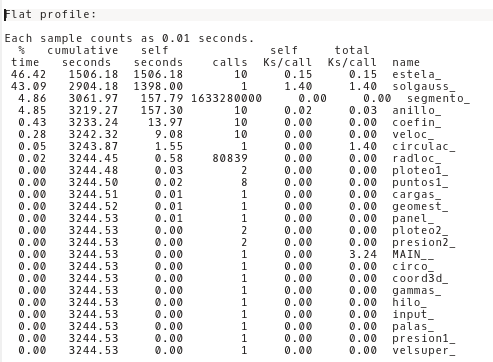 Flat profile:
Each sample counts as 0.01 seconds.
  %   cumulative   self              self     total
 time   seconds   seconds    calls  Ks/call  Ks/call  name
46.42   1506.18  1506.18       10     0.15     0.15  estela_
43.09   2904.18  1398.00        1     1.40     1.40  solgauss_
 4.86   3061.97   157.79 1633280000     0.00     0.00  segmento_
 4.85   3219.27   157.30       10     0.02     0.03  anillo_
 0.43   3233.24    13.97       10     0.00     0.00  coefin_
 0.28   3242.32     9.08       10     0.00     0.00  veloc_
 0.05   3243.87     1.55        1     0.00     1.40  circulac_
 0.02   3244.45     0.58    80839     0.00     0.00  radloc_
 0.00   3244.48     0.03        2     0.00     0.00  ploteo1_
 0.00   3244.50     0.02        8     0.00     0.00  puntos1_
 0.00   3244.51     0.01        1     0.00     0.00  cargas_
 0.00   3244.52     0.01        1     0.00     0.00  geomest_
 0.00   3244.53     0.01        1     0.00     0.00  panel_
 0.00   3244.53     0.00        2     0.00     0.00  ploteo2_
 0.00   3244.53     0.00        2     0.00     0.00  presion2_
 0.00   3244.53     0.00        1     0.00     3.24  MAIN__
 0.00   3244.53     0.00        1     0.00     0.00  circo_
 0.00   3244.53     0.00        1     0.00     0.00  coord3d_
 0.00   3244.53     0.00        1     0.00     0.00  gammas_
 0.00   3244.53     0.00        1     0.00     0.00  hilo_
 0.00   3244.53     0.00        1     0.00     0.00  input_
 0.00   3244.53     0.00        1     0.00     0.00  palas_
 0.00   3244.53     0.00        1     0.00     0.00  presion1_
 0.00   3244.53     0.00        1     0.00     0.00  velsuper_